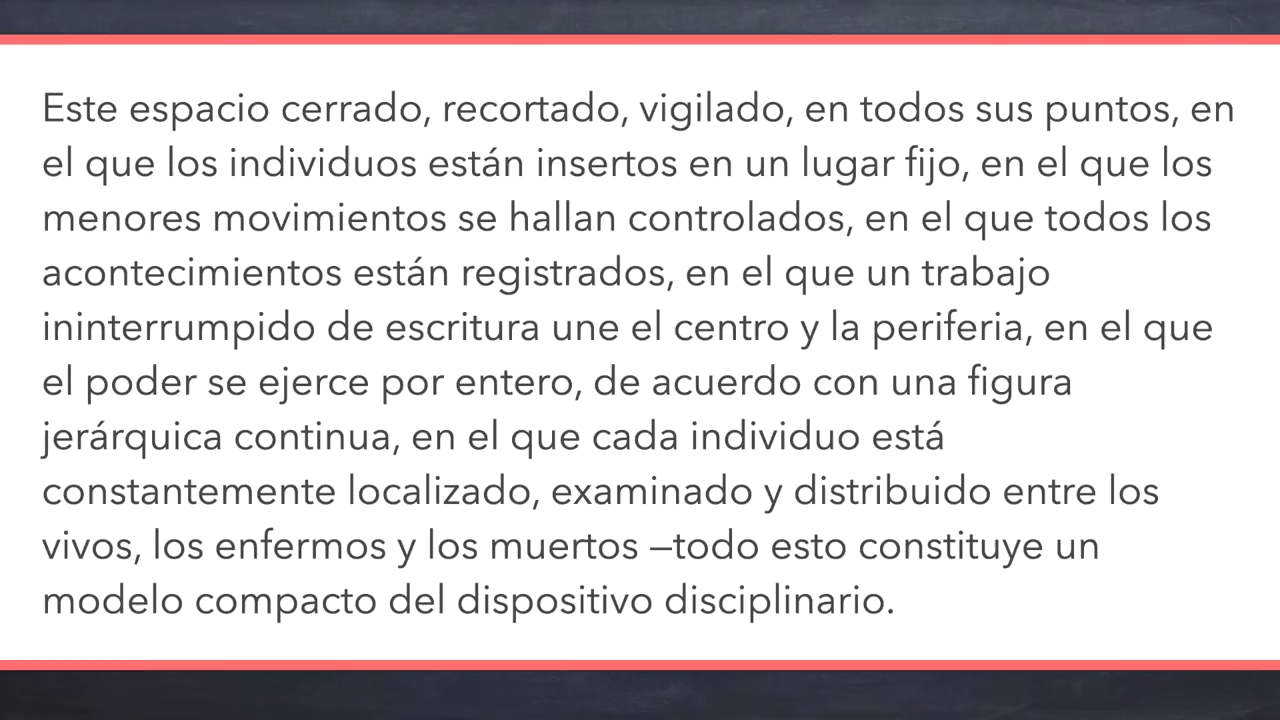 Este espacio cerrado, recortado, vigilado, en todos sus puntos, en
el que los individuos están insertos en un lugar fijo, en el que los
menores movimientos se hallan controlados, en el que todos los
acontecimientos están registrados, en el que un trabajo
ininterrumpido de escritura une el centro y la periferia, en el que
el poder se ejerce por entero, de acuerdo con una figura
jerárquica continua, en el que cada individuo está
constantemente localizado, examinado y distribuido entre los
vivos, los enfermos y los muertos —todo esto constituye un
modelo compacto del dispositivo disciplinario.